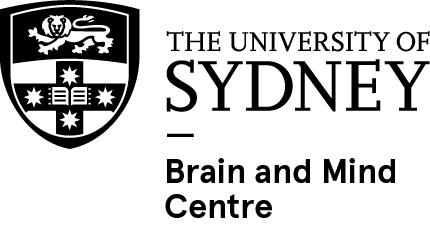 THE UNIVERSITY OF
SYDNEY
Brain and Mind
Centre